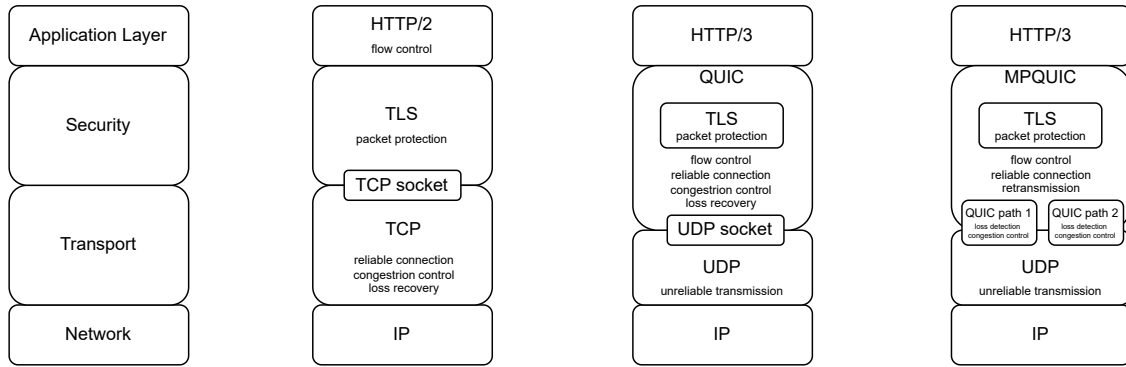 Application Layer
Security
Transport
Network
HTTP/2
flow control
TLS
packet protection
TCP socket
TCP
reliable connection
congestrion control
loss recovery
IP
HTTP/3
QUIC
TLS
packet protection
flow control
reliable connection
congestrion control
loss recovery
UDP socket
UDP
unreliable transmission
IP
HTTP/3
MPQUIC
TLS
packet protection
flow control
reliable connection
retransmission
QUIC path 1
loss detection
congestion control
QUIC path 2
loss detection
congestion control
UDP
unreliable transmission
IP